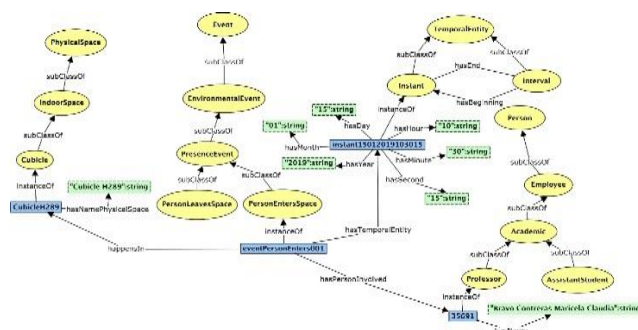 Event
TemporalEntity
PhysicalSpace
subClassOf
subClassOf
hasEnd
subClassOf
subClassOf
Instant
Interval
IndoorSpace
EnvironmentalEvent
"15":string
instanceOf
hasBeginning
hasDay
"01":string
hasHour
"10":string
Person
subClassOf
subClassOf
hasMonth
instant15012019103015
Cubicle
PresenceEvent
"2019":string
hasYear
hasMinute
"30":string
subClassOf
instanceOf
"Cubicle H289":string
subClassOf
subClassOf
hasSecond
Employee
CubicleH289
hasNamePhysicalSpace
PersonLeavesSpace
PersonEntersSpace
"15":string
subClassOf
instanceOf
hasTemporalEntity
Academic
happensIn
eventPersonEnters001
subClassOf
subClassOf
hasPersonInvolved
Professor
AssistantStudent
instanceOf
35691
"Bravo Contreras Maricela Claudia":string